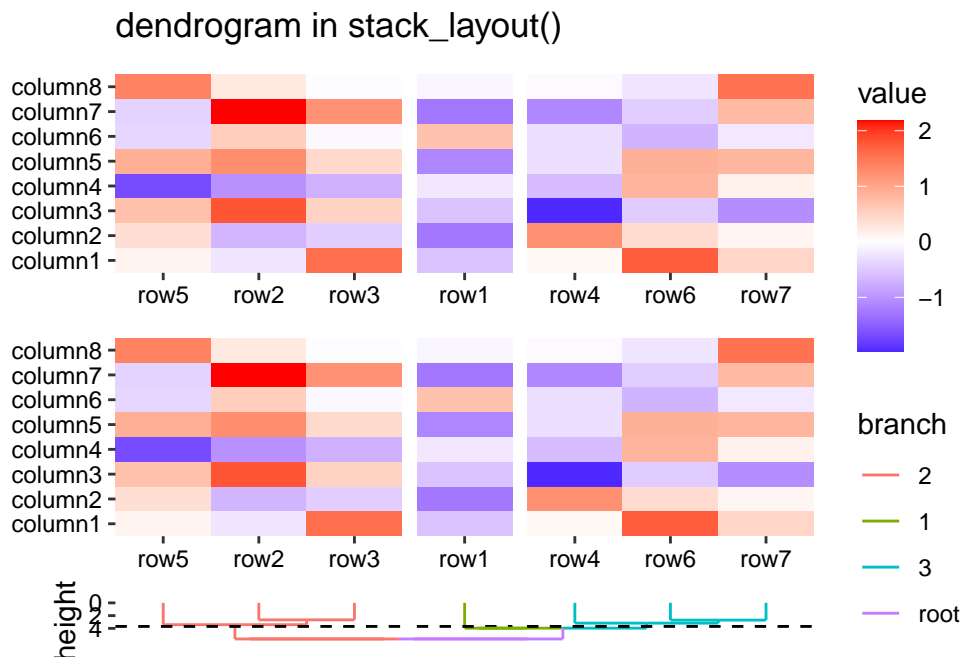 dendrogram in stack_layout()
column8
column7
column6
column5
column4
column3
column2
column1
row5 row2 row3 row1 row4 row6 row7
value
2
1
0
−1
column8
column7
column6
column5
column4
column3
column2
column1
row5 row2 row3 row1 row4 row6 row7
branch
2
1
3
root
height
0
2
4